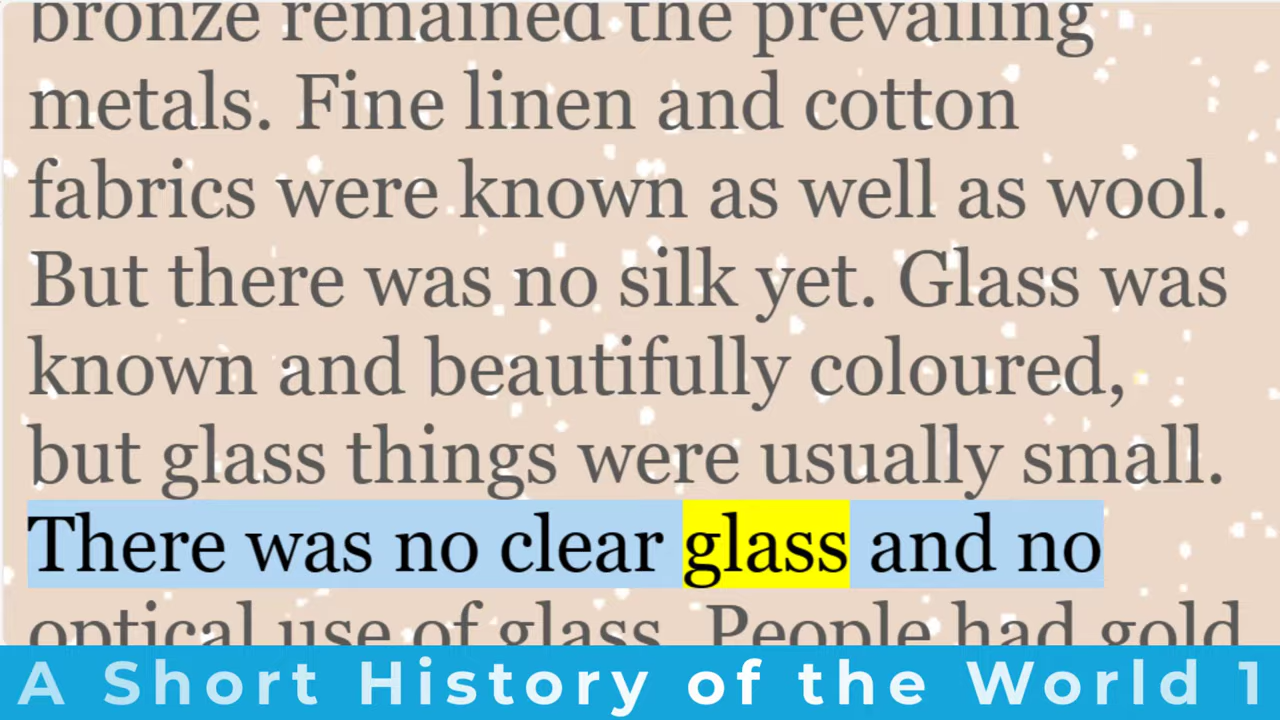 bronze remained the prevailing
metals. Fine linen and cotton
fabrics were known as well as wool.
But there was no silk yet. Glass was
known and beautifully coloured,
but glass things were usually small.
There was no clear glass and no
optical use of glass. People had gold
A Short History of the World 1